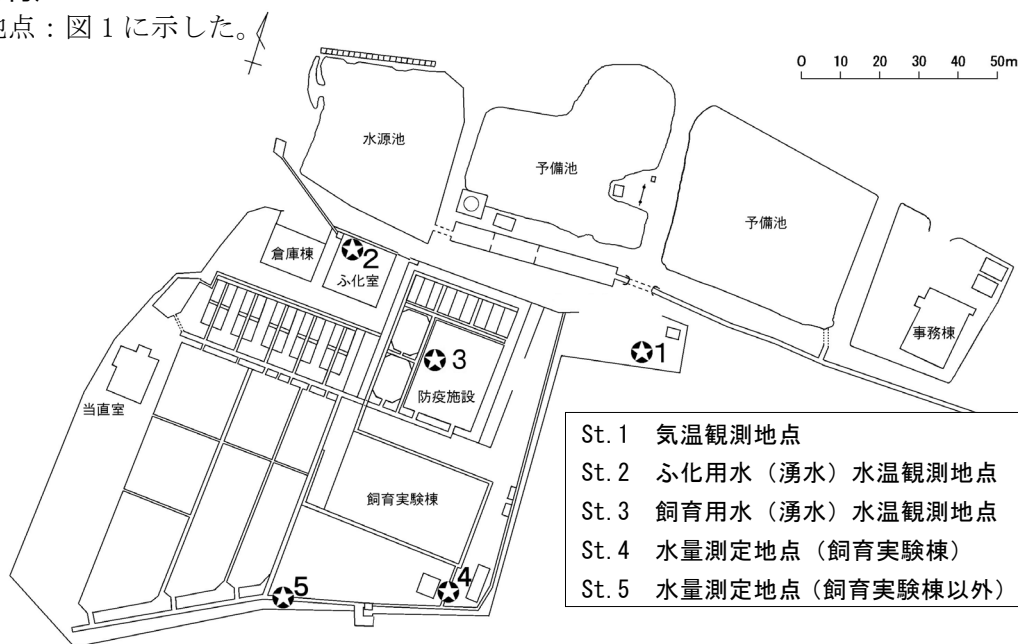 地点：図１に示した。
0 10 20 30 40 50m
水源池
予備池
予備池
倉庫棟
2
ふ化室
事務棟
1
3
防疫施設
当直室
飼育実験棟
4
5
St.1 気温観測地点
St.2 ふ化用水（湧水）水温観測地点
St.3 飼育用水（湧水）水温観測地点
St.4 水量測定地点（飼育実験棟）
St.5 水量測定地点（飼育実験棟以外）